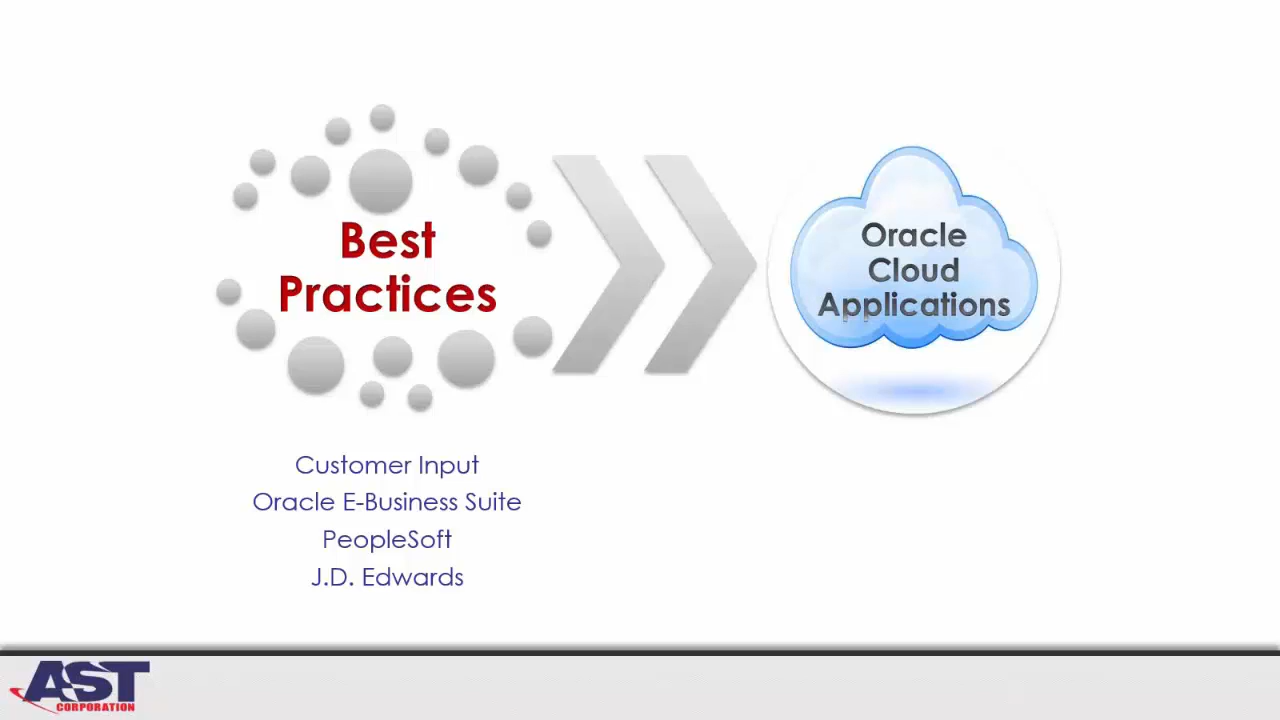 Best
Practices
Oracle
Cloud
Applications
Customer Input
Oracle E-Business Suite
PeopleSoft
J.D. Edwards
AST
CORPORATION